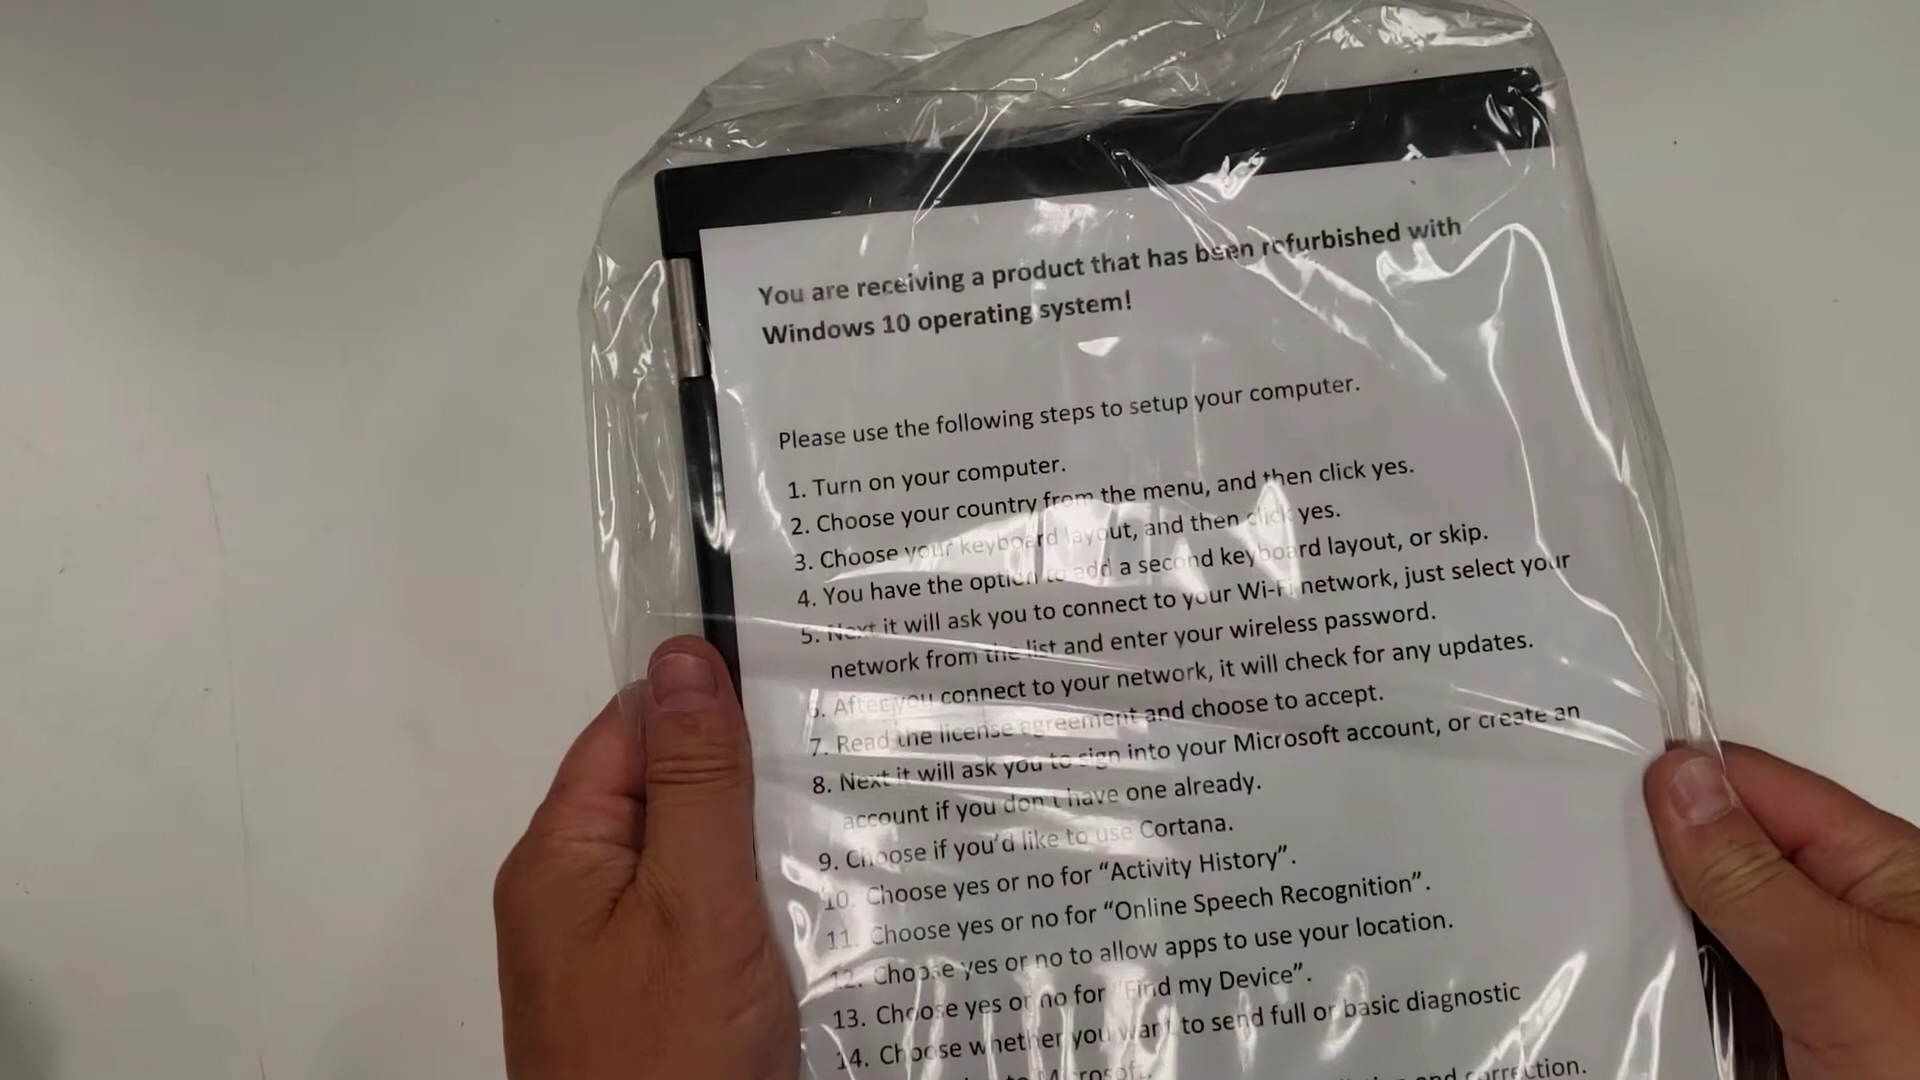 You are receiving a product that has been refurbished with
Windows 10 operating system!
Please use the following steps to setup your computer.
1. Turn on your computer.
2. Choose your country from the menu, and then click yes.
3. Choose your keyboard layout, and then click yes.
4. You have the option to add a second keyboard layout, or skip.
5. Next it will ask you to connect to your Wi-Fi network, just select your
network from the list and enter your wireless password.
6. After you connect to your network, it will check for any updates.
7. Read the license agreement and choose to accept.
8. Next it will ask you to sign into your Microsoft account, or create an
account if you don't have one already.
9. Choose if you'd like to use Cortana.
10. Choose yes or no for “Activity History”.
11. Choose yes or no for “Online Speech Recognition”.
12. Choose yes or no to allow apps to use your location.
13. Choose yes or no for “Find my Device”.
14. Choose whether you want to send full or basic diagnostic
to Microsoft.
and correction.